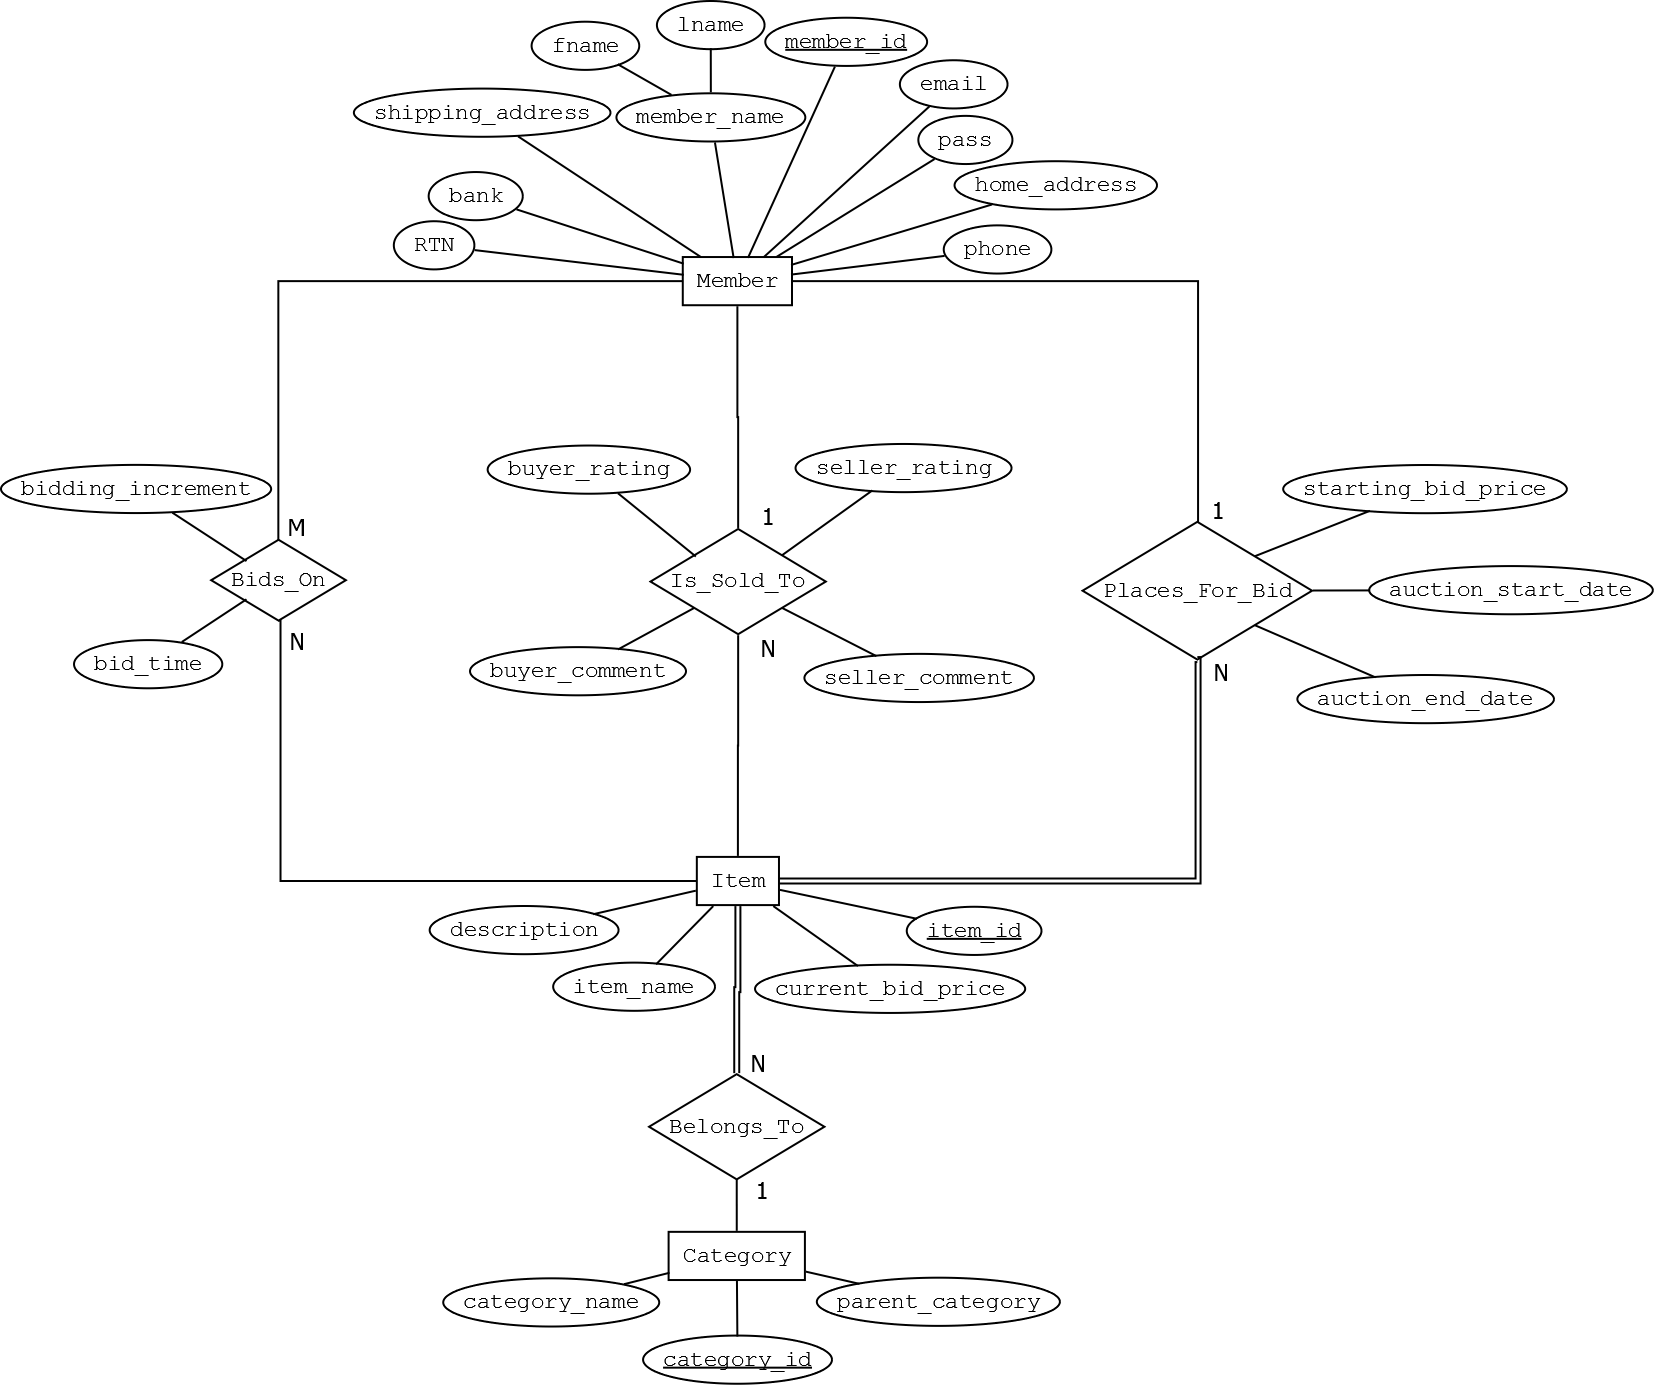 lname
fname
member_id
email
shipping_address
member_name
pass
home_address
bank
RTN
phone
Member
buyer_rating
seller_rating
bidding_increment
starting_bid_price
M
1
1
Bids_On
Is_Sold_To
Places_For_Bid
auction_start_date
N
N
N
bid_time
buyer_comment
seller_comment
auction_end_date
Item
description
item_id
item_name
current_bid_price
N
Belongs_To
1
Category
category_name
parent_category
category_id